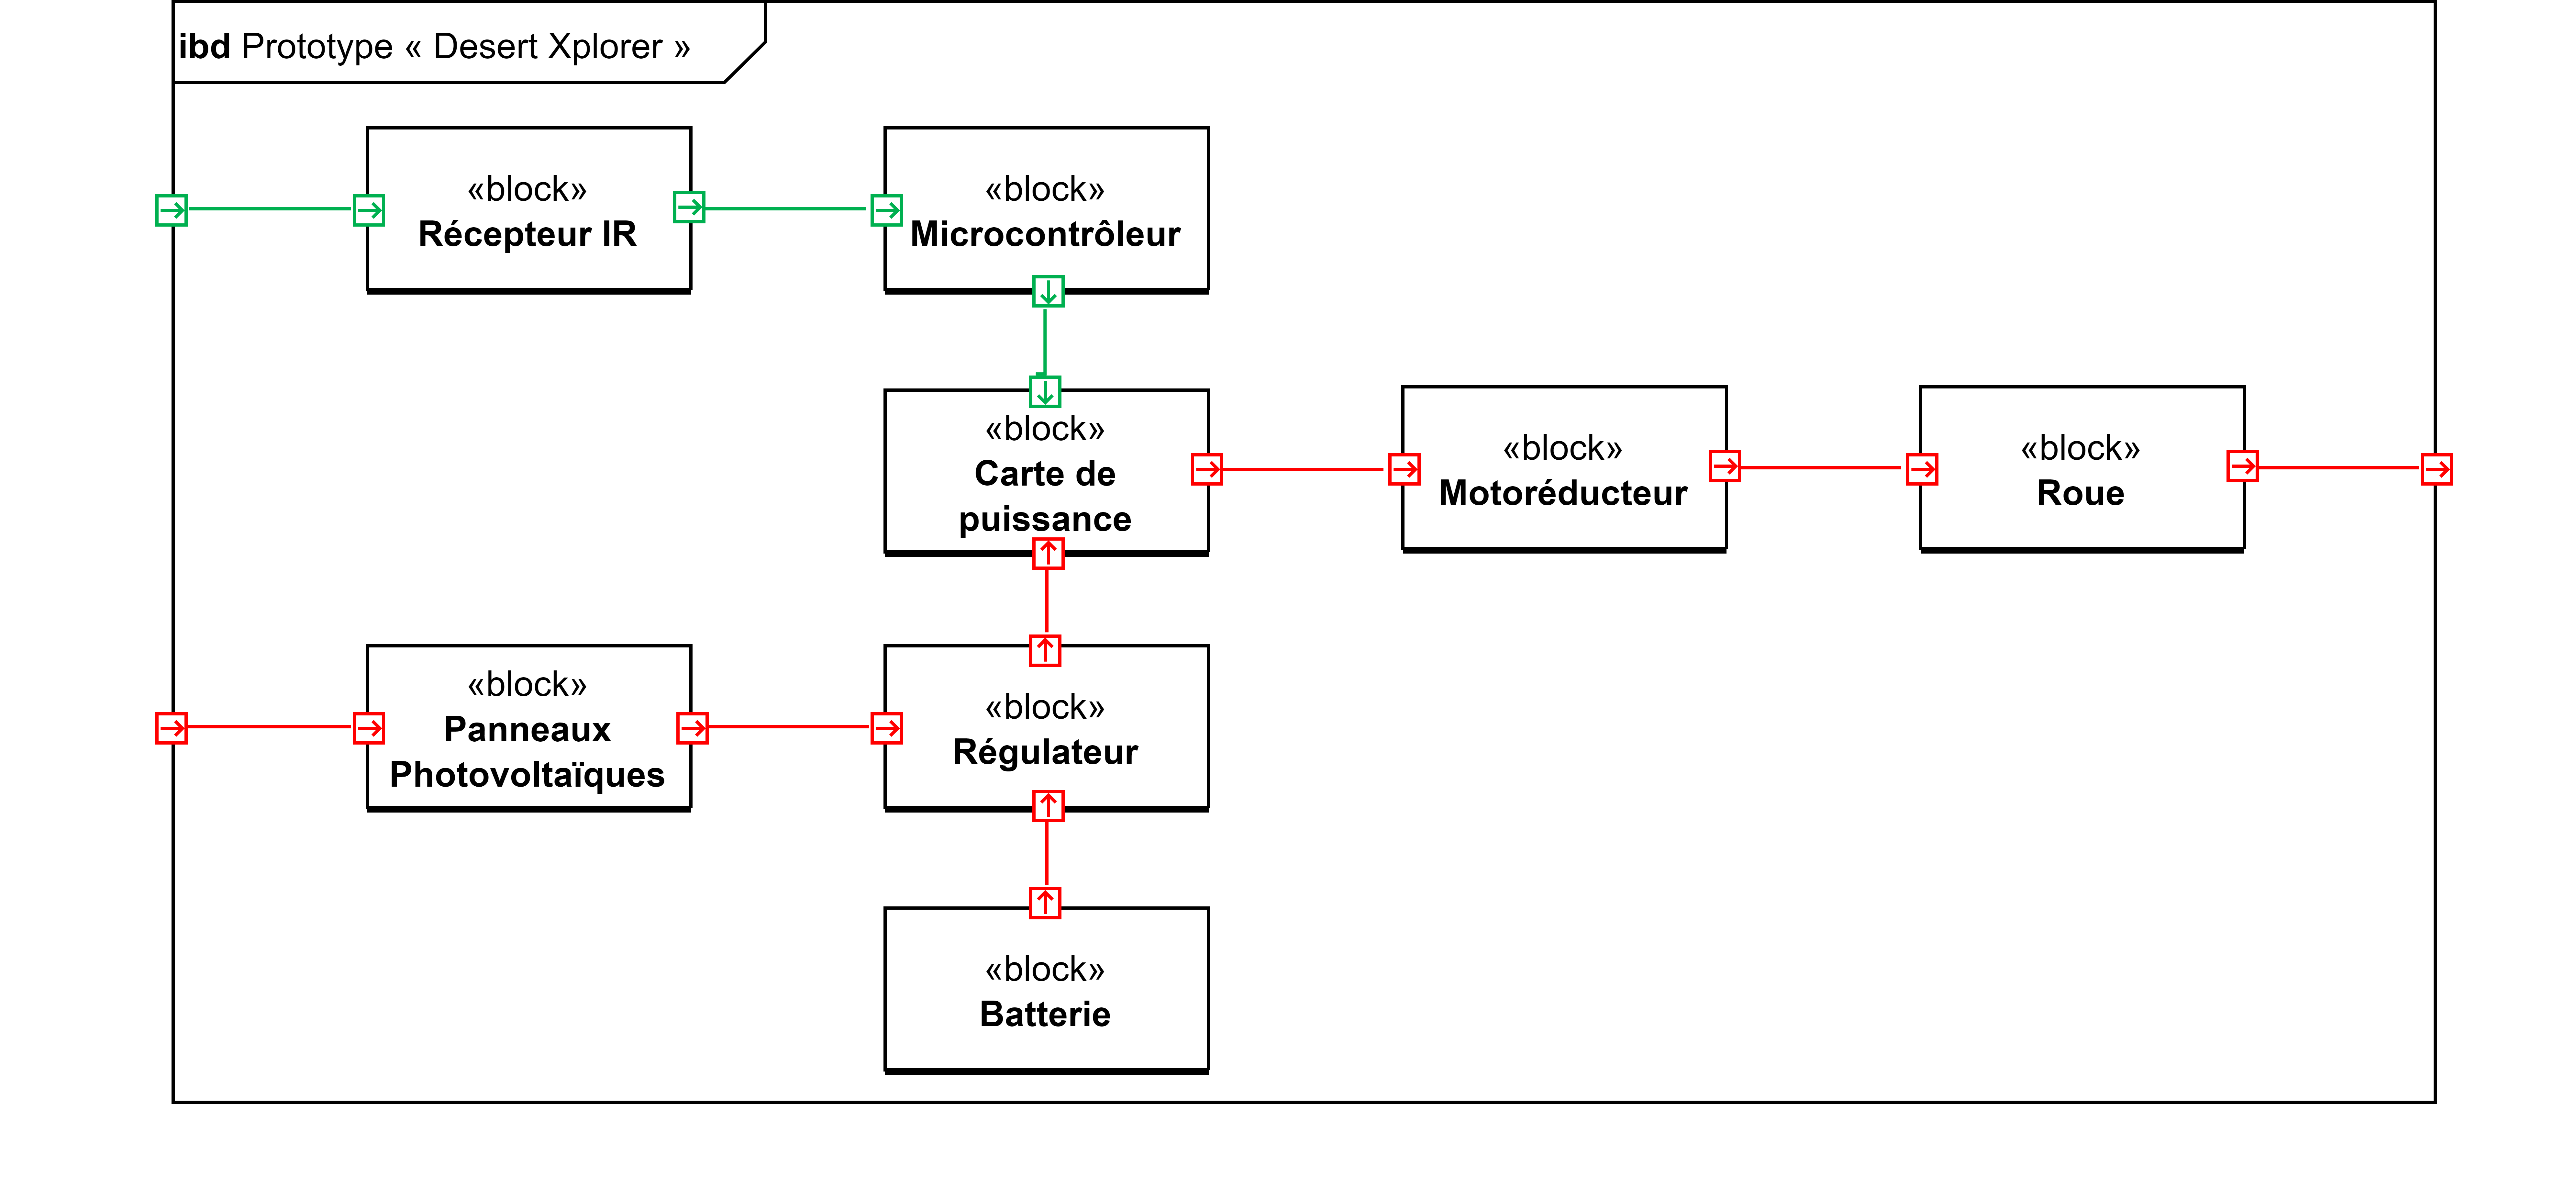 ibd Prototype « Desert Xplorer »
«block»
Récepteur IR
«block»
Microcontrôleur
«block»
Carte de
puissance
«block»
Motoréducteur
«block»
Roue
«block»
Panneaux
Photovoltaïques
«block»
Régulateur
«block»
Batterie